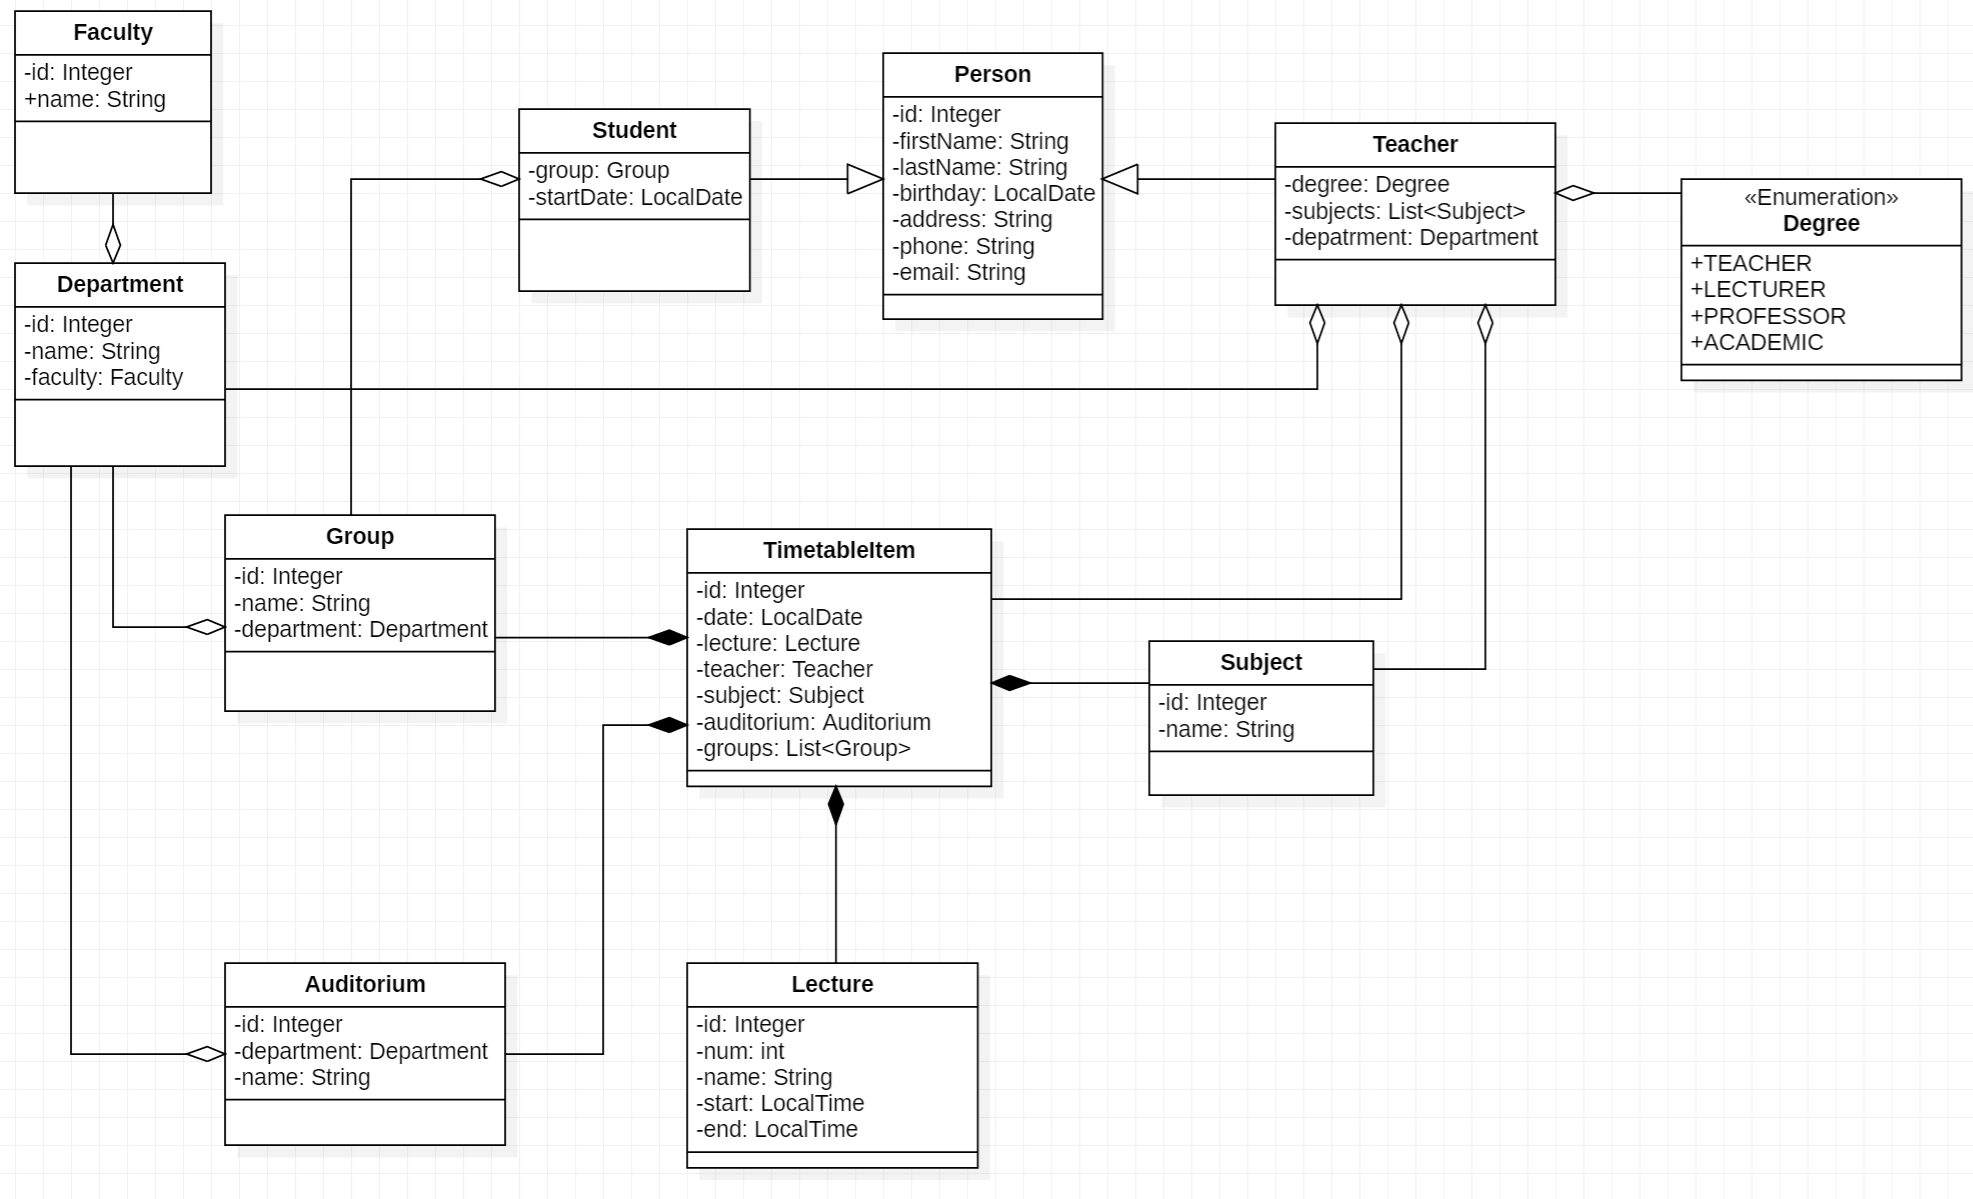 Faculty
-id: Integer
+name: String
Person
-id: Integer
-firstName: String
-lastName: String
-birthday: LocalDate
-address: String
-phone: String
-email: String
Student
-group: Group
-startDate: LocalDate
Teacher
-degree: Degree
-subjects: List<Subject>
-depatrment: Department
«Enumeration»
Degree
+TEACHER
+LECTURER
+PROFESSOR
+ACADEMIC
Department
-id: Integer
-name: String
-faculty: Faculty
Group
-id: Integer
-name: String
-department: Department
TimetableItem
-id: Integer
-date: LocalDate
-lecture: Lecture
-teacher: Teacher
-subject: Subject
-auditorium: Auditorium
-groups: List<Group>
Subject
-id: Integer
-name: String
Auditorium
-id: Integer
-department: Department
-name: String
Lecture
-id: Integer
-num: int
-name: String
-start: LocalTime
-end: LocalTime